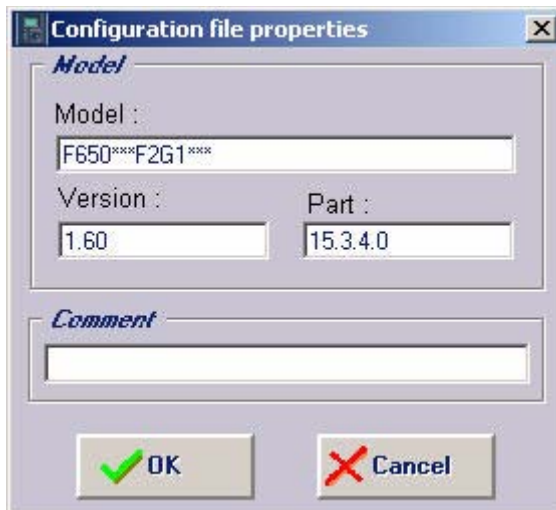 Configuration file properties
Model
Model :
F650***F2G1***
Version :
Part :
1.60
15.3.4.0
Comment
OK
Cancel